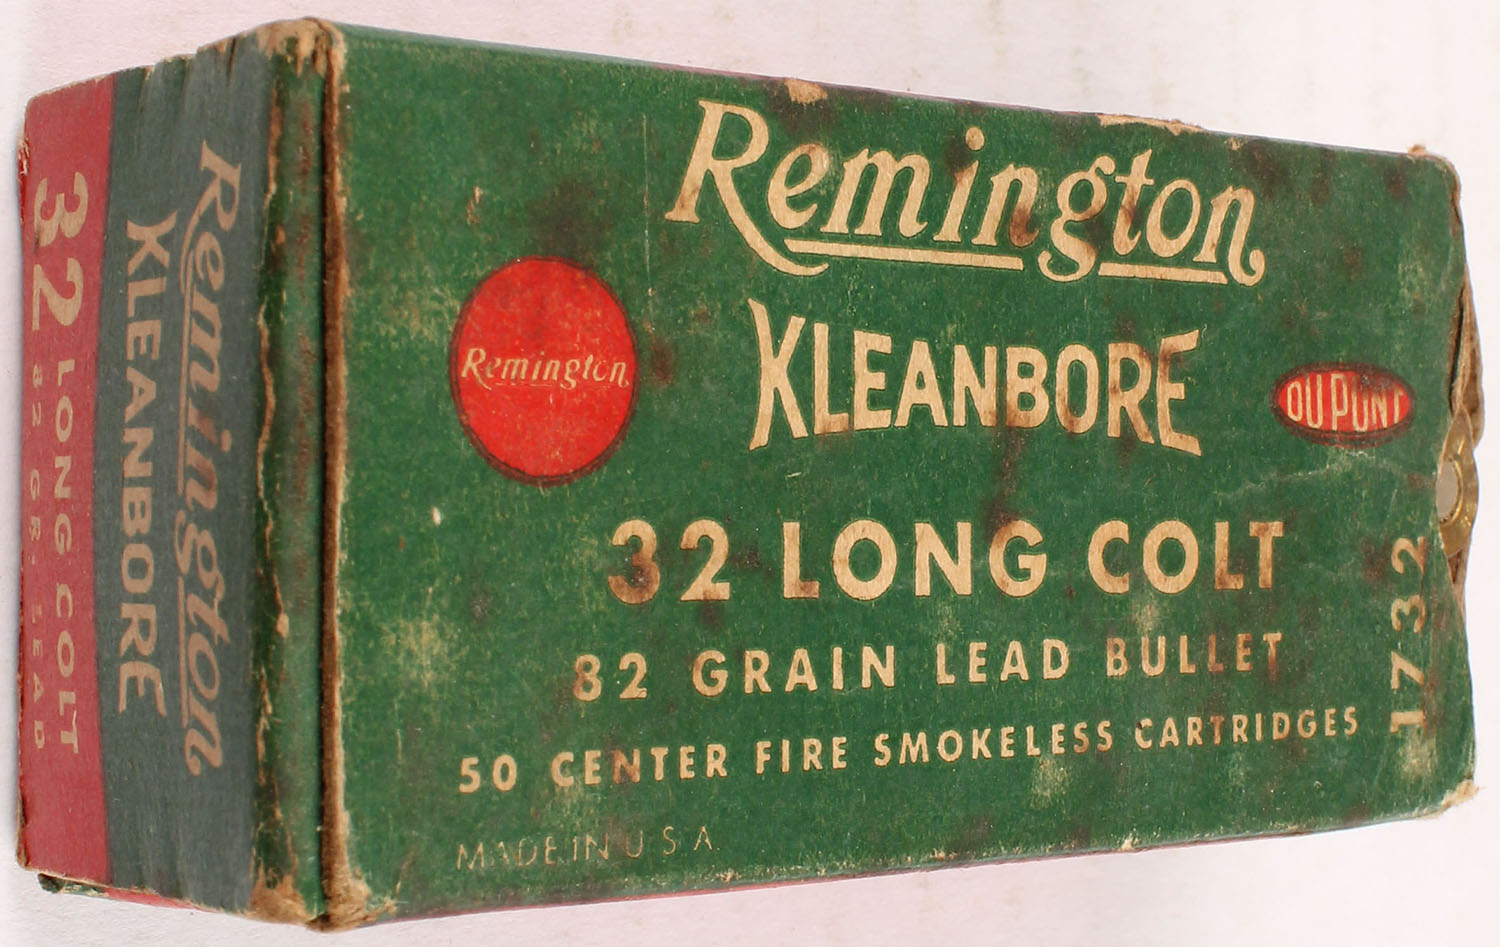 Remington
KLEANBORE
Remington
DU PONT
32 LONG COLT
82 GRAIN LEAD BULLET
50 CENTER FIRE SMOKELESS CARTRIDGES
MADE IN U S A
1732
Remington
KLEANBORE
32 LONG COLT
82 GR. LEAD